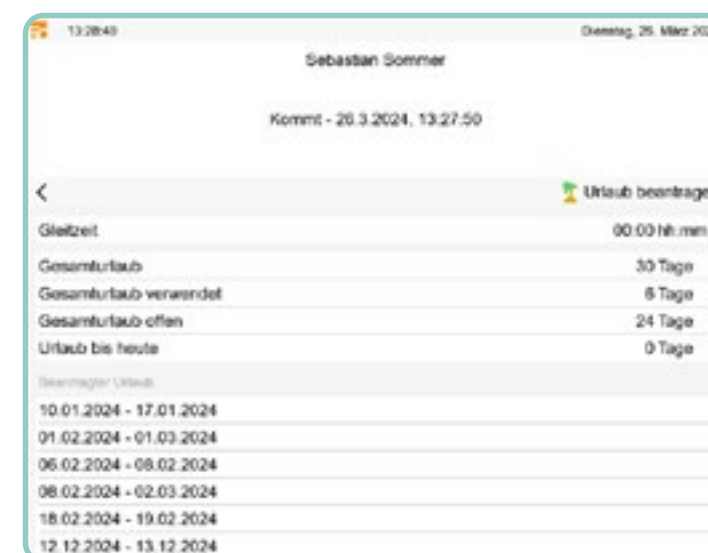 13:28:43 Dienstag, 26. März 202
Sebastian Sommer
Kommt - 26.3.2024, 13:27:50
Urlaub beantrage
Gleitzeit 00:00 hh:mm
Gesamturlaub 30 Tage
Gesamturlaub verwendet 6 Tage
Gesamturlaub offen 24 Tage
Urlaub bis heute 0 Tage
Beantragter Urlaub
10.01.2024 - 17.01.2024
01.02.2024 - 01.03.2024
06.02.2024 - 08.02.2024
08.02.2024 - 02.03.2024
18.02.2024 - 19.02.2024
12.12.2024 - 13.12.2024